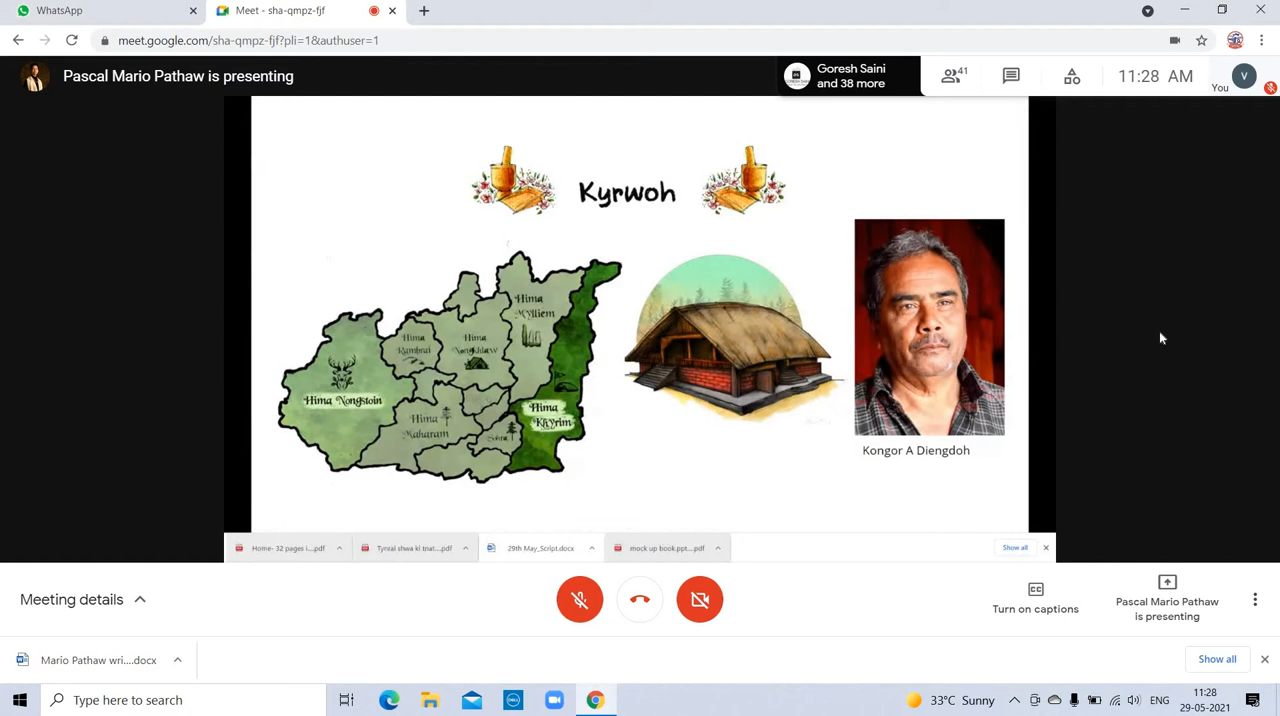 WhatsApp
Meet - sha-qmpz-fjf
meet.google.com/sha-qmpz-fjf?pli=1&authuser=1
Pascal Mario Pathaw is presenting
Goresh Saini
and 38 more
41
11:28 AM
You
V
Kyrwoh
Hima
Mylliem
Hima
Rambrai
Hima
Nongkhlaw
Hima Nongstoin
Hima
Khyrim
Hima
Maharam
Sohra
Kongor A Diengdoh
Home- 32 pages i....pdf
Tynrai shwa ki tnat....pdf
29th May_Script.docx
mock up book.ppt....pdf
Show all
Meeting details
CC
Turn on captions
Pascal Mario Pathaw
is presenting
Mario Pathaw wri....docx
Show all
Type here to search
DELL
33°C Sunny
ENG
11:28
29-05-2021